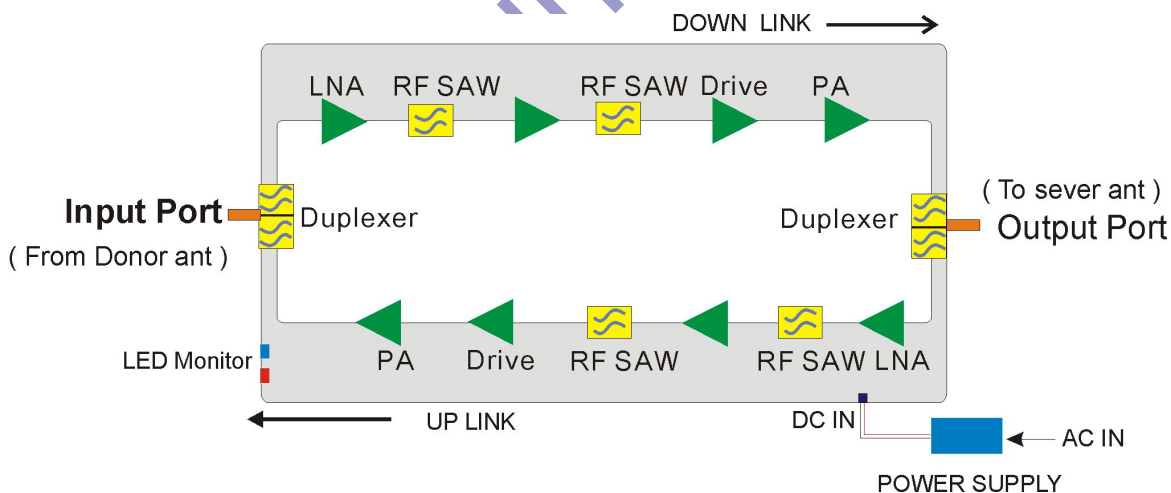 DOWN LINK
LNA RF SAW RF SAW Drive PA
Input Port
Duplexer
( From Donor ant )
Duplexer
( To sever ant )
Output Port
PA Drive RF SAW RF SAW LNA
LED Monitor
UP LINK
DC IN
AC IN
POWER SUPPLY